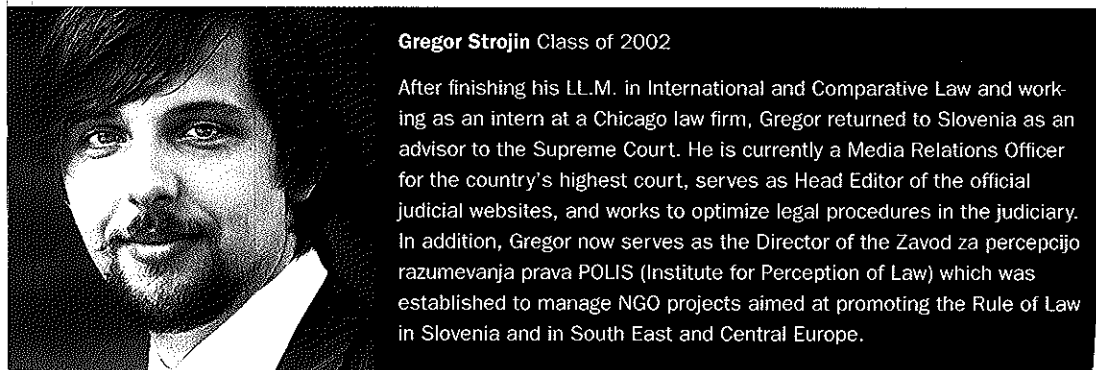 Gregor Strojin Class of 2002
After finishing his LL.M. in International and Comparative Law and work-
ing as an intern at a Chicago law firm, Gregor returned to Slovenia as an
advisor to the Supreme Court. He is currently a Media Relations Officer
for the country's highest court, serves as Head Editor of the official
judicial websites, and works to optimize legal procedures in the judiciary.
In addition, Gregor now serves as the Director of the Zavod za percepcijo
razumevanja prava POLIS (Institute for Perception of Law) which was
established to manage NGO projects aimed at promoting the Rule of Law
in Slovenia and in South East and Central Europe.